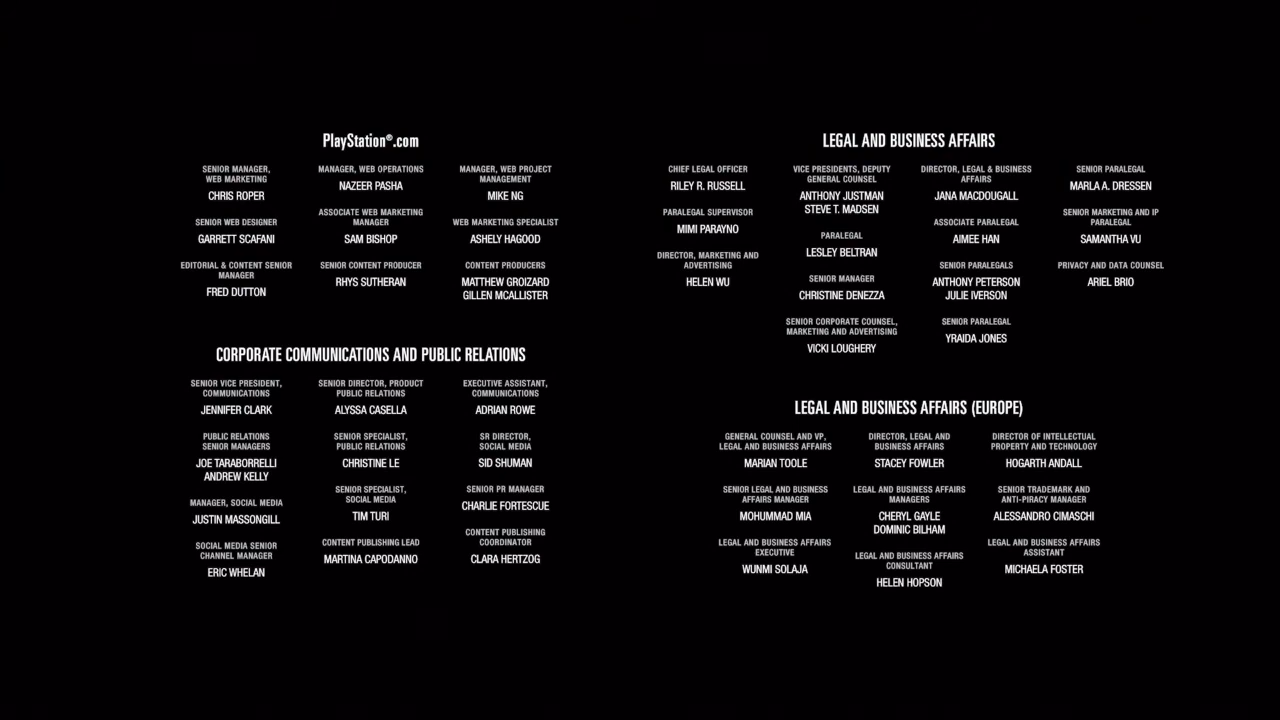 PlayStation®.com
SENIOR MANAGER,
WEB MARKETING
CHRIS ROPER
SENIOR WEB DESIGNER
GARRETT SCAFANI
EDITORIAL & CONTENT SENIOR
MANAGER
FRED DUTTON
MANAGER, WEB OPERATIONS
NAZEER PASHA
ASSOCIATE WEB MARKETING
MANAGER
SAM BISHOP
SENIOR CONTENT PRODUCER
RHYS SUTHERAN
MANAGER, WEB PROJECT
MANAGEMENT
MIKE NG
WEB MARKETING SPECIALIST
ASHELY HAGOOD
CONTENT PRODUCERS
MATTHEW GROIZARD
GILLEN MCALLISTER
CORPORATE COMMUNICATIONS AND PUBLIC RELATIONS
SENIOR VICE PRESIDENT,
COMMUNICATIONS
JENNIFER CLARK
PUBLIC RELATIONS
SENIOR MANAGERS
JOE TARABORRELLI
ANDREW KELLY
MANAGER, SOCIAL MEDIA
JUSTIN MASSONGILL
SOCIAL MEDIA SENIOR
CHANNEL MANAGER
ERIC WHELAN
SENIOR DIRECTOR, PRODUCT
PUBLIC RELATIONS
ALYSSA CASELLA
SENIOR SPECIALIST,
PUBLIC RELATIONS
CHRISTINE LE
SENIOR SPECIALIST,
SOCIAL MEDIA
TIM TURI
CONTENT PUBLISHING LEAD
MARTINA CAPODANNO
EXECUTIVE ASSISTANT,
COMMUNICATIONS
ADRIAN ROWE
SR DIRECTOR,
SOCIAL MEDIA
SID SHUMAN
SENIOR PR MANAGER
CHARLIE FORTESCUE
CONTENT PUBLISHING
COORDINATOR
CLARA HERTZOG
LEGAL AND BUSINESS AFFAIRS
CHIEF LEGAL OFFICER
RILEY R. RUSSELL
PARALEGAL SUPERVISOR
MIMI PARAYNO
DIRECTOR, MARKETING AND
ADVERTISING
HELEN WU
VICE PRESIDENTS, DEPUTY
GENERAL COUNSEL
ANTHONY JUSTMAN
STEVE T. MADSEN
PARALEGAL
LESLEY BELTRAN
SENIOR MANAGER
CHRISTINE DENEZZA
SENIOR CORPORATE COUNSEL,
MARKETING AND ADVERTISING
VICKI LOUGHERY
DIRECTOR, LEGAL & BUSINESS
AFFAIRS
JANA MACDOUGALL
ASSOCIATE PARALEGAL
AIMEE HAN
SENIOR PARALEGALS
ANTHONY PETERSON
JULIE IVERSON
SENIOR PARALEGAL
YRAIDA JONES
SENIOR PARALEGAL
MARLA A. DRESSEN
SENIOR MARKETING AND IP
PARALEGAL
SAMANTHA VU
PRIVACY AND DATA COUNSEL
ARIEL BRIO
LEGAL AND BUSINESS AFFAIRS (EUROPE)
GENERAL COUNSEL AND VP,
LEGAL AND BUSINESS AFFAIRS
MARIAN TOOLE
SENIOR LEGAL AND BUSINESS
AFFAIRS MANAGER
MOHUMMAD MIA
LEGAL AND BUSINESS AFFAIRS
EXECUTIVE
WUNMI SOLAJA
DIRECTOR, LEGAL AND
BUSINESS AFFAIRS
STACEY FOWLER
LEGAL AND BUSINESS AFFAIRS
MANAGERS
CHERYL GAYLE
DOMINIC BILHAM
LEGAL AND BUSINESS AFFAIRS
CONSULTANT
HELEN HOPSON
DIRECTOR OF INTELLECTUAL
PROPERTY AND TECHNOLOGY
HOGARTH ANDALL
SENIOR TRADEMARK AND
ANTI-PIRACY MANAGER
ALESSANDRO CIMASCHI
LEGAL AND BUSINESS AFFAIRS
ASSISTANT
MICHAELA FOSTER